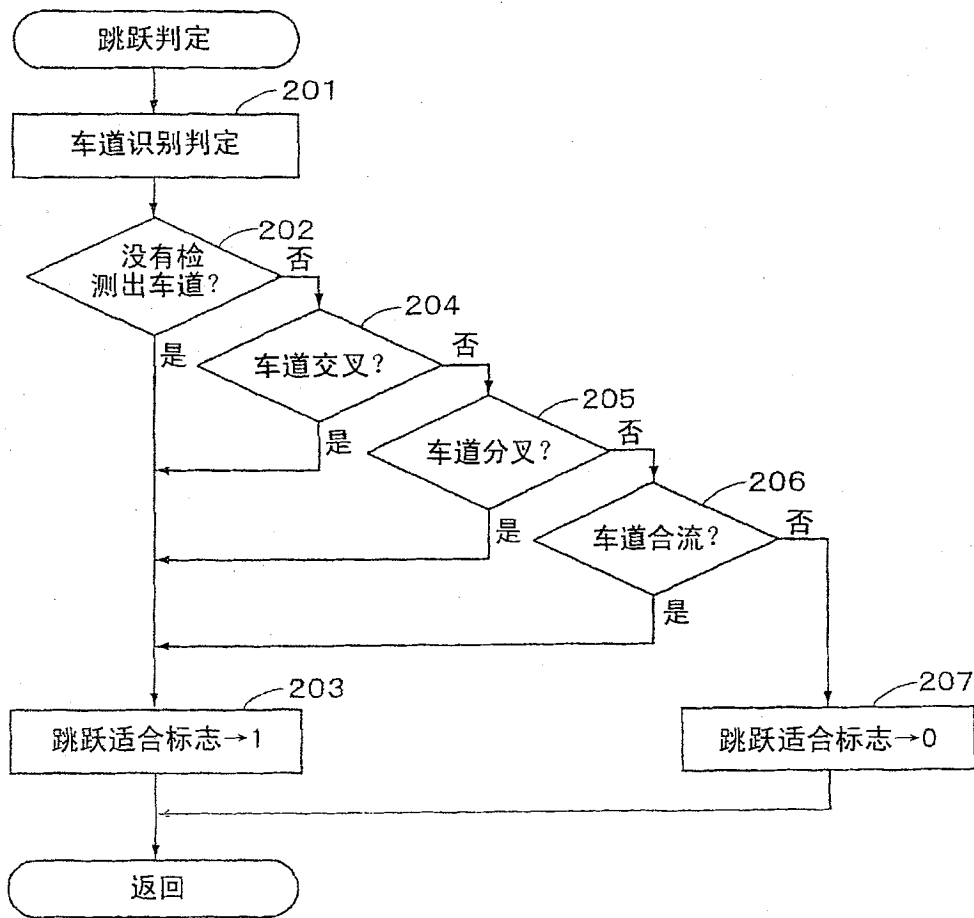 跳跃判定
201
车道识别判定
202
没有检
测出车道?
否
是
204
车道交叉?
否
是
205
车道分叉?
否
是
206
车道合流?
否
是
203
跳跃适合标志→1
207
跳跃适合标志→0
返回